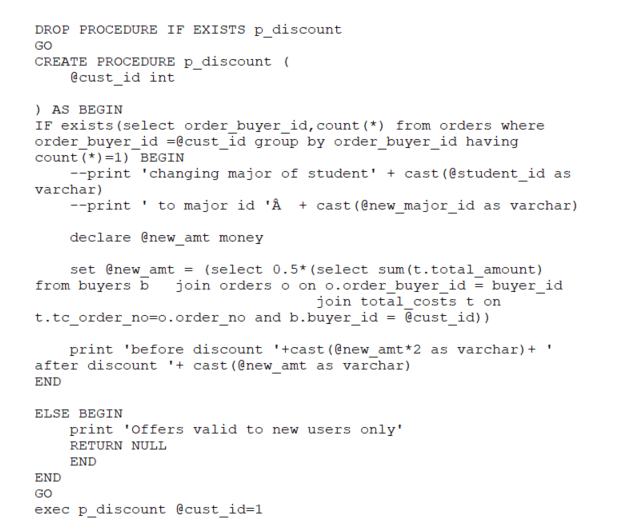 DROP PROCEDURE IF EXISTS p_discount
GO
CREATE PROCEDURE p_discount (
    @cust_id int

) AS BEGIN
IF exists(select order_buyer_id,count(*) from orders where
order_buyer_id =@cust_id group by order_buyer_id having
count(*)=1) BEGIN
    --print 'changing major of student' + cast(@student_id as
varchar)
    --print ' to major id 'Â  + cast(@new_major_id as varchar)

    declare @new_amt money

    set @new_amt = (select 0.5*(select sum(t.total_amount)
from buyers b   join orders o on o.order_buyer_id = buyer_id
                                join total_costs t on
t.tc_order_no=o.order_no and b.buyer_id = @cust_id))

    print 'before discount '+cast(@new_amt*2 as varchar)+ '
after discount '+ cast(@new_amt as varchar)
END

ELSE BEGIN
    print 'Offers valid to new users only'
    RETURN NULL
    END
END
GO
exec p_discount @cust_id=1